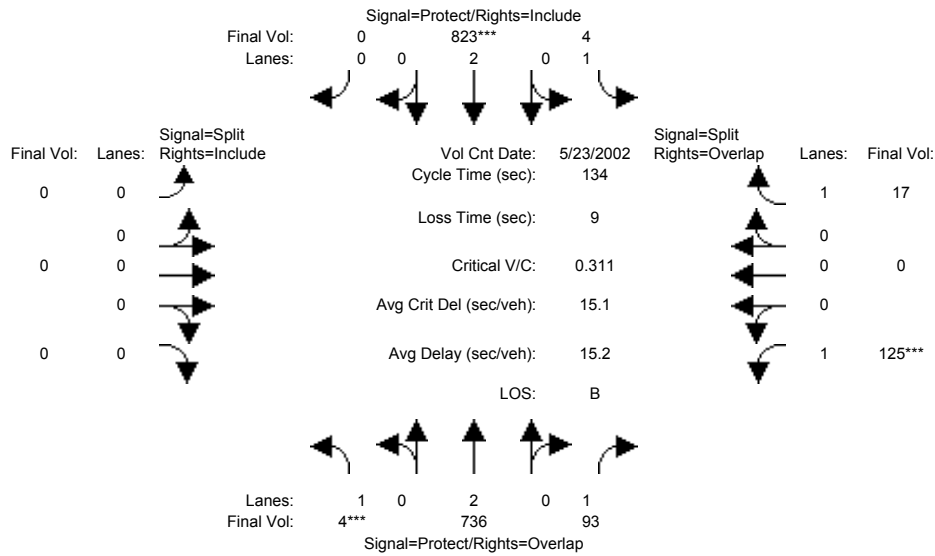 Signal=Protect/Rights=Include
Final Vol: 0 823*** 4
Lanes: 0 0 2 0 1
Signal=Split Signal=Split
Final Vol: Lanes: Rights=Include Vol Cnt Date: 5/23/2002 Rights=Overlap Lanes: Final Vol:
Cycle Time (sec): 134
0 0 1 17
Loss Time (sec): 9
0 0
0 0 Critical V/C: 0.311 0 0
0 Avg Crit Del (sec/veh): 15.1 0
0 0 Avg Delay (sec/veh): 15.2 1 125***
LOS: B
Lanes: 1 0 2 0 1
Final Vol: 4*** 736 93
Signal=Protect/Rights=Overlap